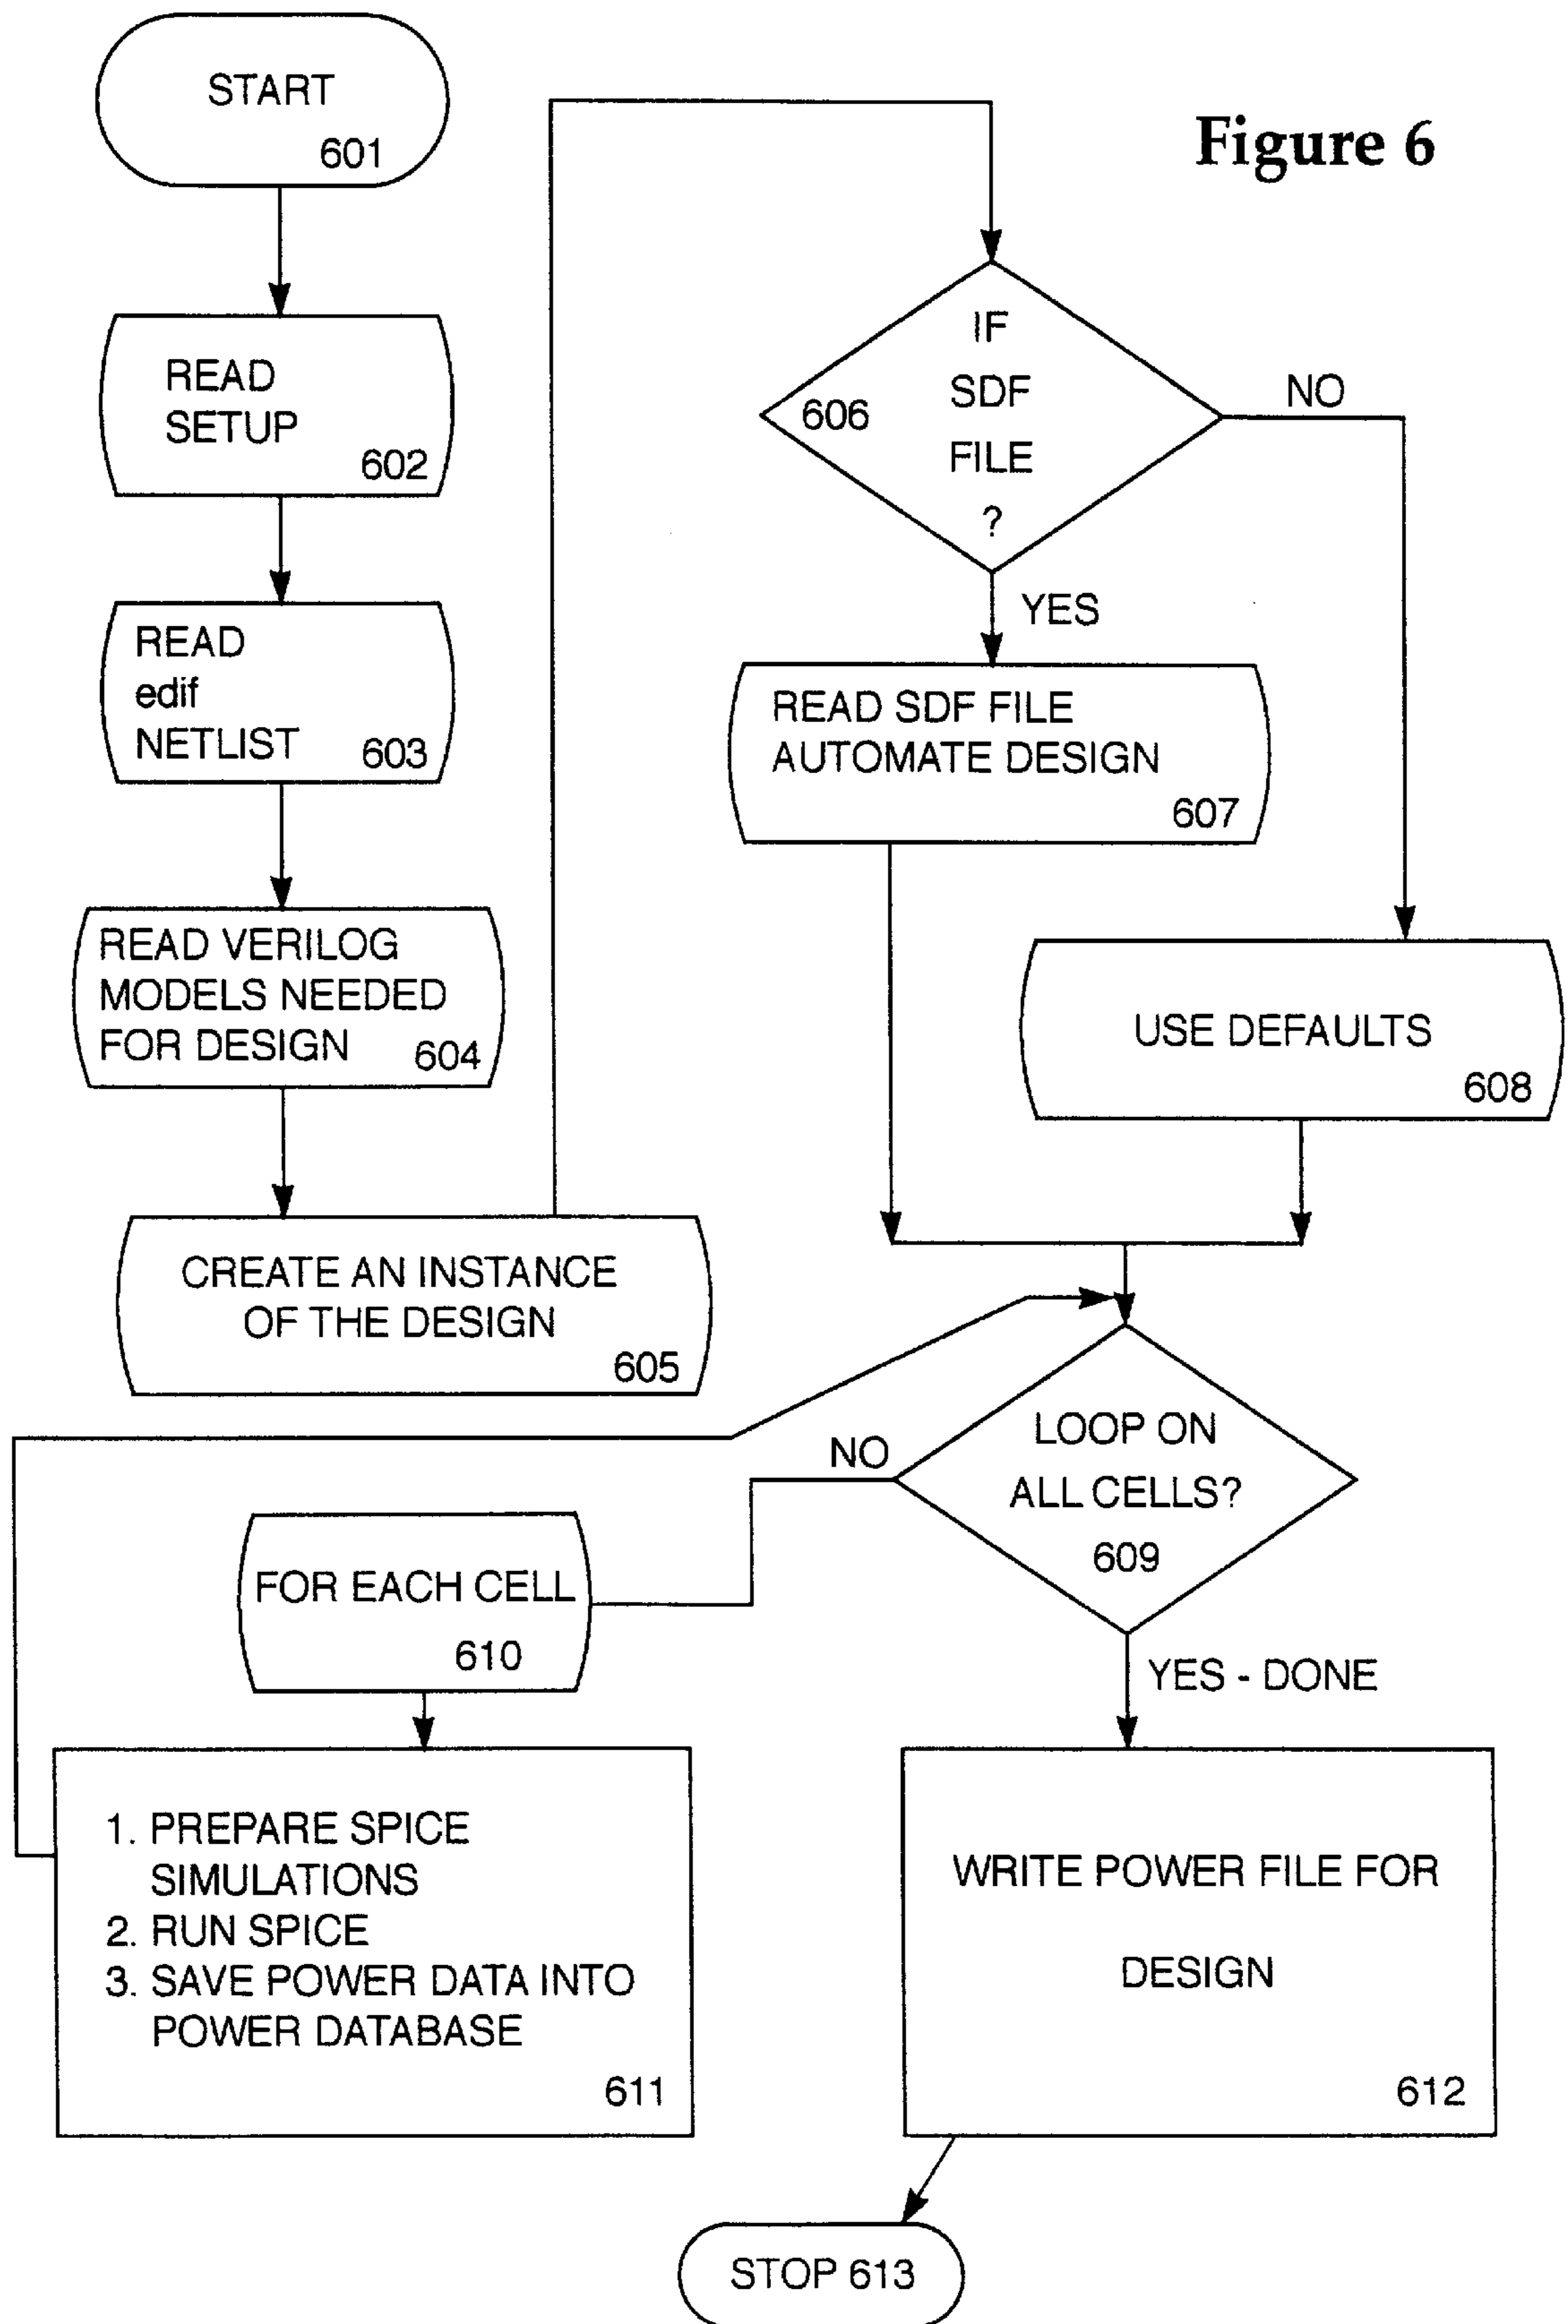 Figure 6
START
601
READ
SETUP
602
READ
edif
NETLIST
603
READ VERILOG
MODELS NEEDED
FOR DESIGN
604
CREATE AN INSTANCE
OF THE DESIGN
605
IF
SDF
FILE
?
606
NO
YES
READ SDF FILE
AUTOMATE DESIGN
607
USE DEFAULTS
608
LOOP ON
ALL CELLS?
609
NO
FOR EACH CELL
610
1. PREPARE SPICE
SIMULATIONS
2. RUN SPICE
3. SAVE POWER DATA INTO
POWER DATABASE
611
YES - DONE
WRITE POWER FILE FOR
DESIGN
612
STOP 613